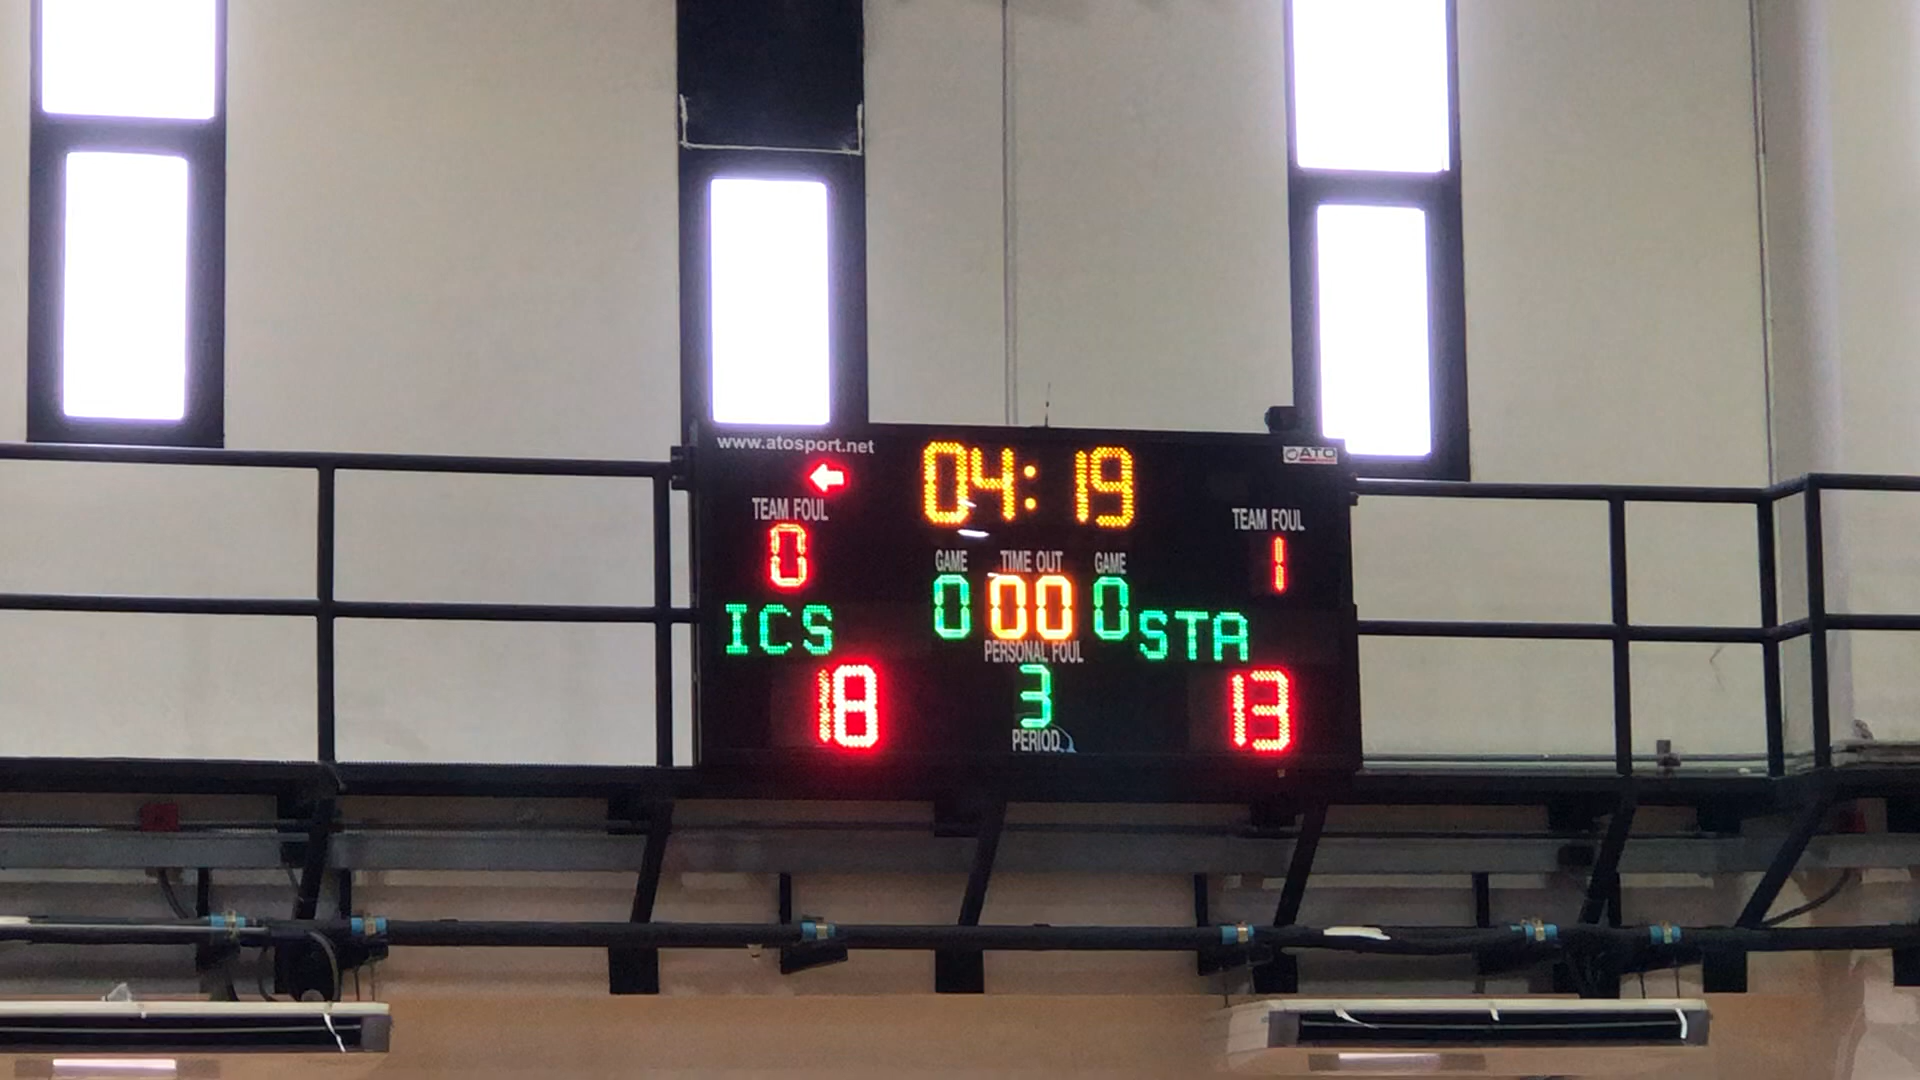 www.atosport.net
ATO
04:19
TEAM FOUL
TEAM FOUL
0
1
GAME TIME OUT GAME
0 00 0
ICS
STA
PERSONAL FOUL
18
3
13
PERIOD